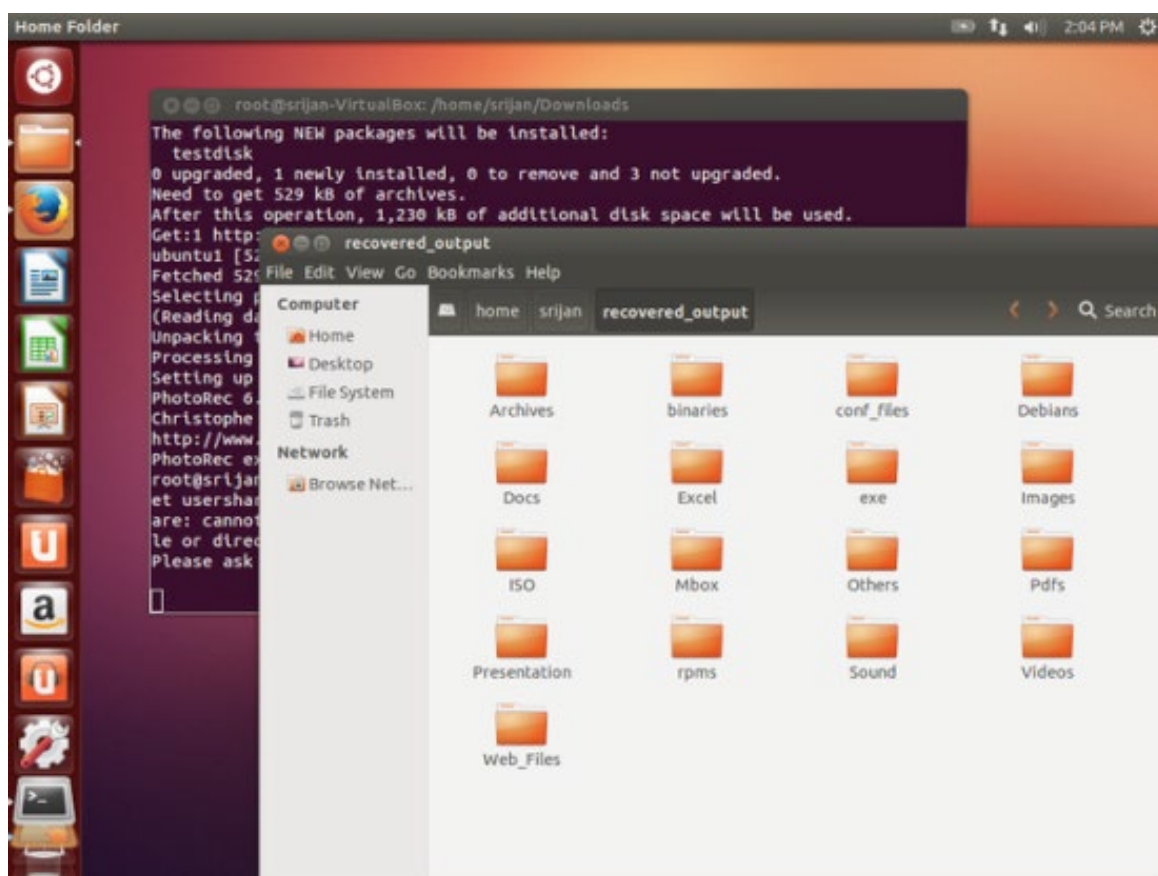 Home Folder
2:04 PM
root@srijan-VirtualBox: /home/srijan/Downloads
The following NEW packages will be installed:
testdisk
0 upgraded, 1 newly installed, 0 to remove and 3 not upgraded.
Need to get 529 kB of archives.
After this operation, 1,230 kB of additional disk space will be used.
Get:1 http:
ubuntu1 [52
Fetched 529
Selecting p
(Reading da
Unpacking t
Processing
Setting up
PhotoRec 6.
Christophe
http://www.
PhotoRec ex
root@srijan
et usershar
are: cannot
le or direc
Please ask
recovered_output
File Edit View Go Bookmarks Help
Computer
Home
Desktop
File System
Trash
Network
Browse Net...
home srijan recovered_output
Search
Archives binaries conf_files Debians
Docs Excel exe Images
ISO Mbox Others Pdfs
Presentation rpms Sound Videos
Web_Files